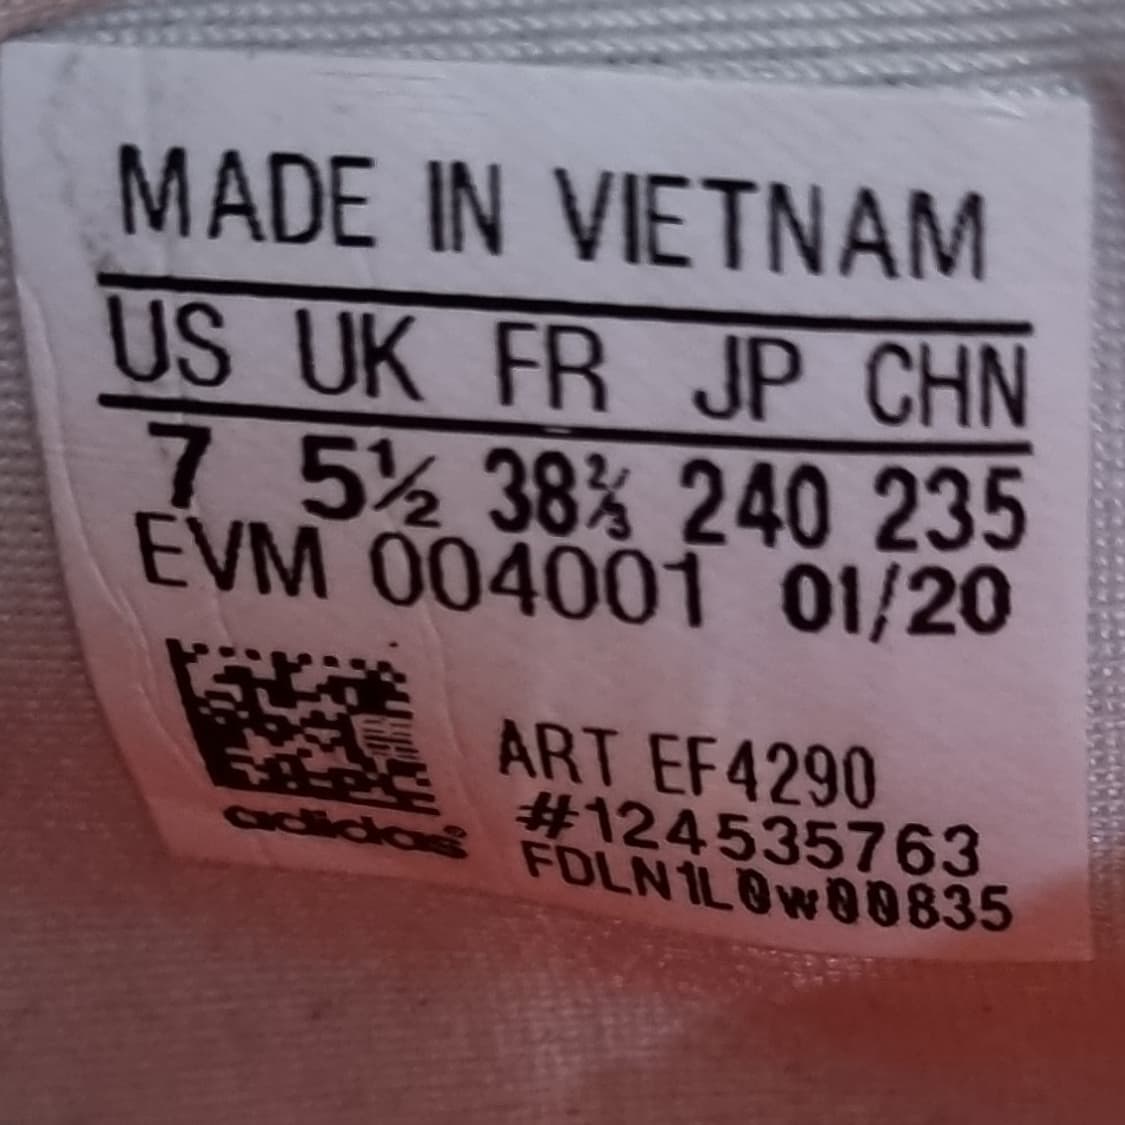 MADE IN VIETNAM
US UK FR JP CHN
7 5½ 38⅔ 240 235
EVM 004001 01/20
ART EF4290
#124535763
FDLN1L0w00835
adidas®